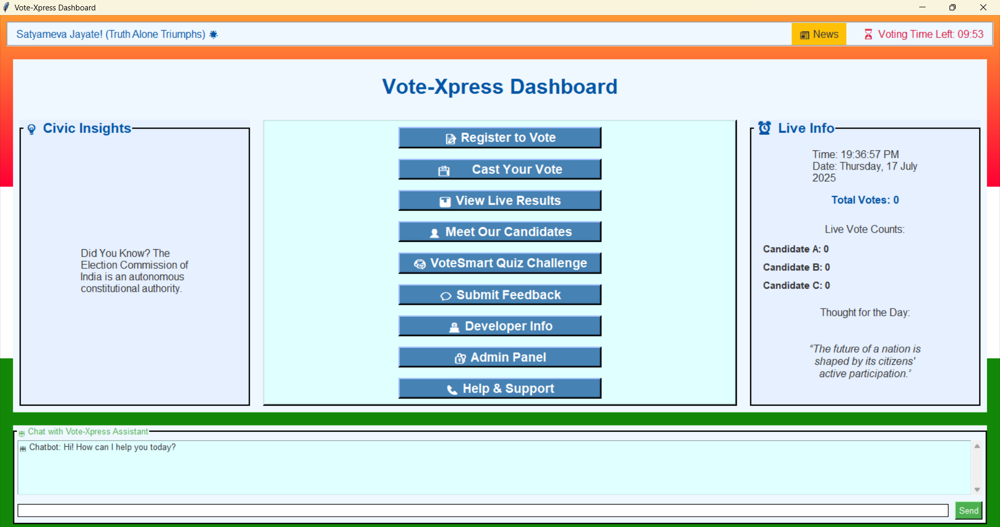 Vote-Xpress Dashboard
Satyameva Jayate! (Truth Alone Triumphs)
News
Voting Time Left: 09:53
Vote-Xpress Dashboard
Civic Insights
Did You Know? The
Election Commission of
India is an autonomous
constitutional authority.
Register to Vote
Cast Your Vote
View Live Results
Meet Our Candidates
VoteSmart Quiz Challenge
Submit Feedback
Developer Info
Admin Panel
Help & Support
Live Info
Time: 19:36:57 PM
Date: Thursday, 17 July
2025
Total Votes: 0
Live Vote Counts:
Candidate A: 0
Candidate B: 0
Candidate C: 0
Thought for the Day:
“The future of a nation is
shaped by its citizens'
active participation.”
Chat with Vote-Xpress Assistant
Chatbot: Hi! How can I help you today?
Send